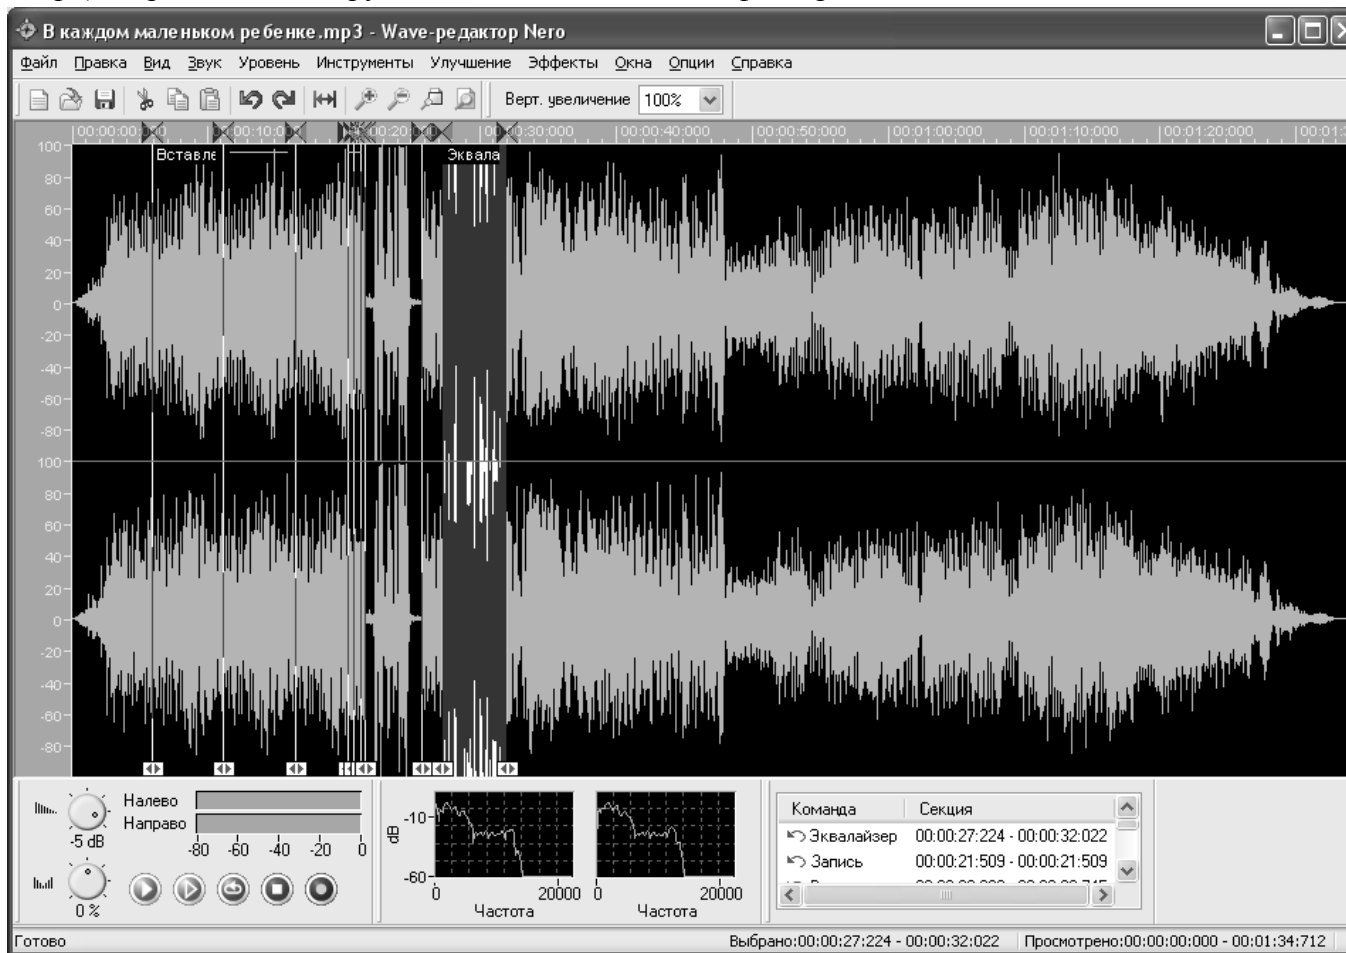 В каждом маленьком ребенке.mp3 - Wave-редактор Nero
Файл Правка Вид Звук Уровень Инструменты Улучшение Эффекты Окна Опции Справка
Верт. увеличение 100%
00:00:40:000 00:00:50:000 00:01:00:000 00:01:10:000 00:01:20:000
Вставле Эквала
100
80
60
40
20
0
-20
-40
-60
-80
100
80
60
40
20
0
-20
-40
-60
-80
Налево
Направо
-5 dB
-80 -60 -40 -20 0
0 %
dB
-10
-60
0 20000 0 20000
Частота Частота
Команда Секция
Эквалайзер 00:00:27:224 - 00:00:32:022
Запись 00:00:21:509 - 00:00:21:509
Готово Выбрано:00:00:27:224 - 00:00:32:022 Просмотрено:00:00:00:000 - 00:01:34:712